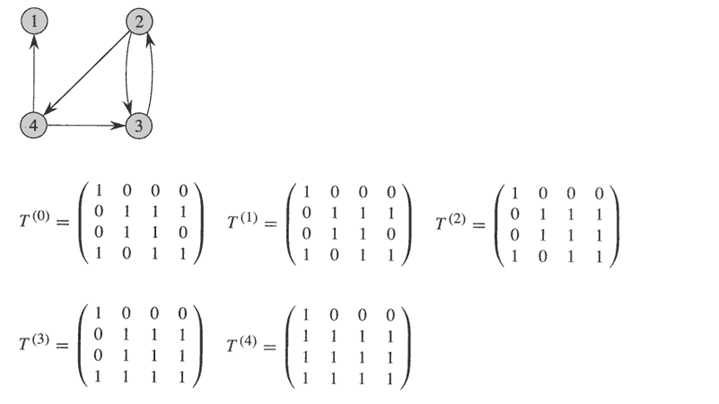 1 2
4 3
T(0) = ( 1 0 0 0 T(1) = ( 1 0 0 0 T(2) = ( 1 0 0 0
0 1 1 1 0 1 1 1 0 1 1 1
0 1 1 0 0 1 1 0 0 1 1 1
1 0 1 1 ) 1 0 1 1 ) 1 0 1 1 )
T(3) = ( 1 0 0 0 T(4) = ( 1 0 0 0
0 1 1 1 1 1 1 1
0 1 1 1 1 1 1 1
1 1 1 1 ) 1 1 1 1 )